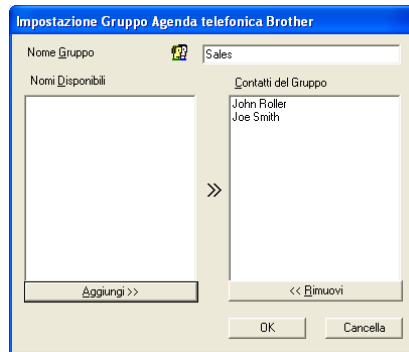 Impostazione Gruppo Agenda telefonica Brother
Nome Gruppo
Sales
Nomi Disponibili
Contatti del Gruppo
John Roller
Joe Smith
Aggiungi >>
<< Rimuovi
OK
Cancella